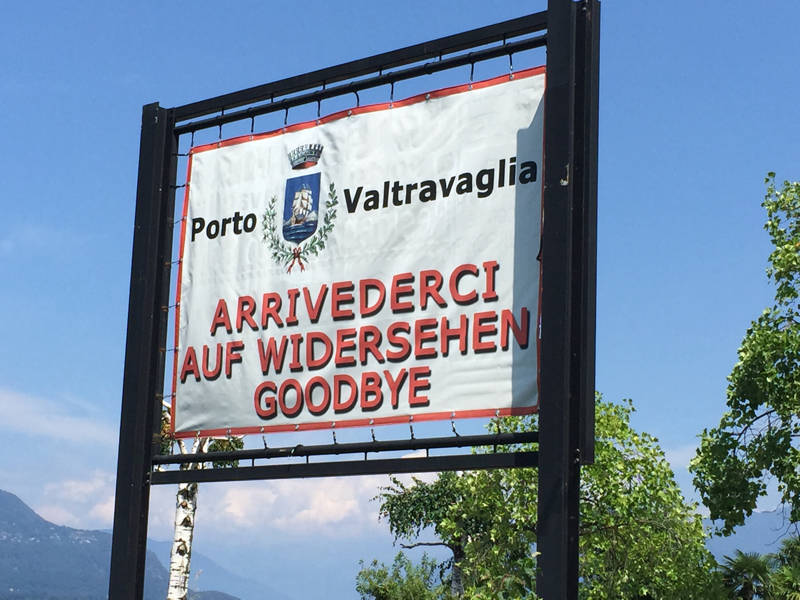 Porto Valtravaglia
ARRIVEDERCI
AUF WIDERSEHEN
GOODBYE